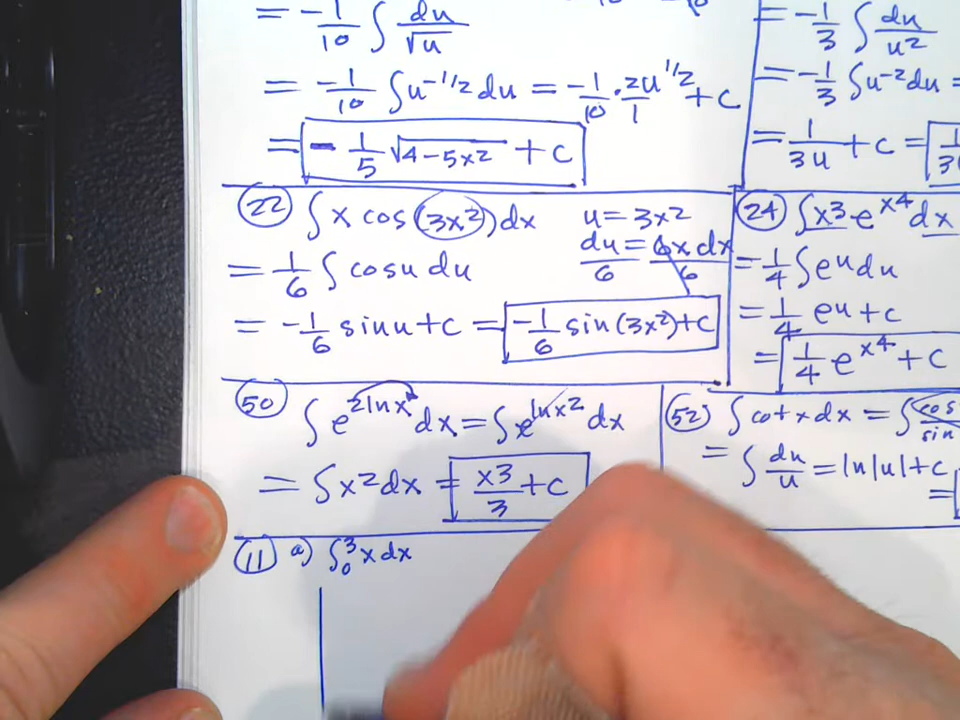 = -1/10 ∫ du/√u
= -1/10 ∫u^-1/2 du = -1/10 · 2u^1/2/1 + c
= - 1/5 √4-5x² + c
= -1/3 ∫ du/u²
= -1/3 ∫u^-2 du =
= 1/3u + c =
(22) ∫ x cos (3x²) dx u = 3x²
du/6 = 6x dx/6
= 1/6 ∫ cos u du
= -1/6 sin u + c = -1/6 sin (3x²) + c
(24) ∫ x³ e^x⁴ dx
= 1/4 ∫ e^u du
= 1/4 e^u + c
= 1/4 e^x⁴ + c
(50) ∫ e^2lnx dx = ∫ e^lnx² dx
= ∫ x² dx = x³/3 + c
(52) ∫ cot x dx = ∫ cos/sin
= ∫ du/u = ln|u| + c
=
(11) a) ∫₀³ x dx